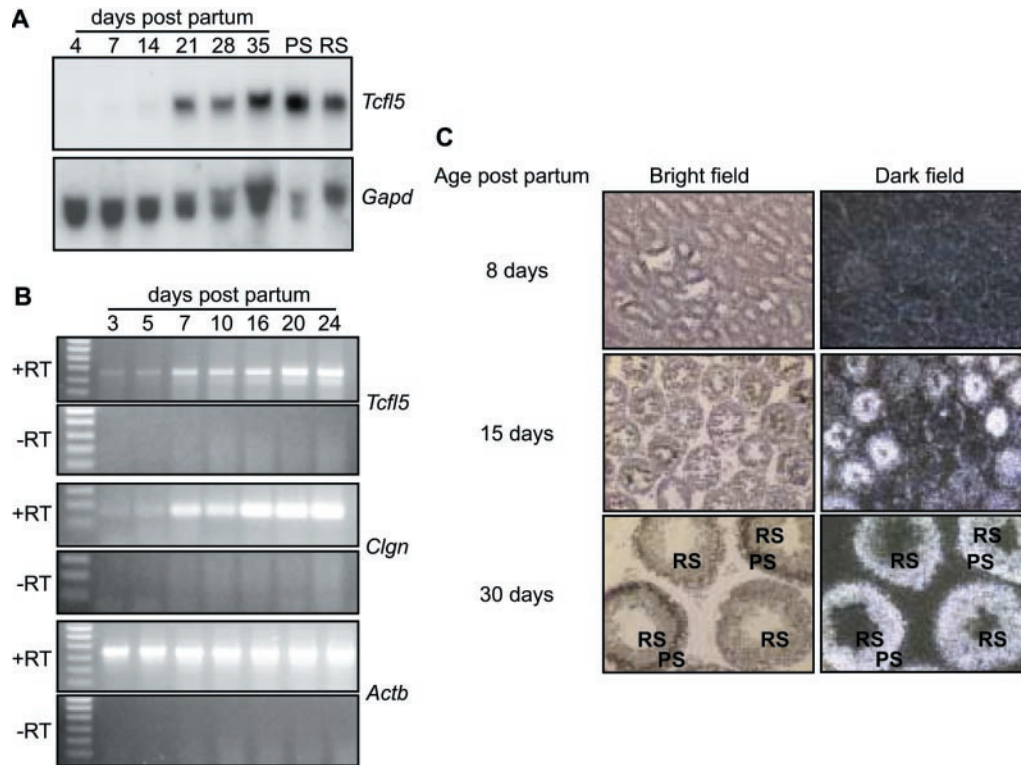 A
days post partum
4 7 14 21 28 35 PS RS
Tcfl5
Gapd
B
days post partum
3 5 7 10 16 20 24
+RT
Tcfl5
-RT
+RT
Clgn
-RT
+RT
Actb
-RT
C
Age post partum Bright field Dark field
8 days
15 days
30 days
RS RS PS RS RS PS
RS RS PS RS RS PS